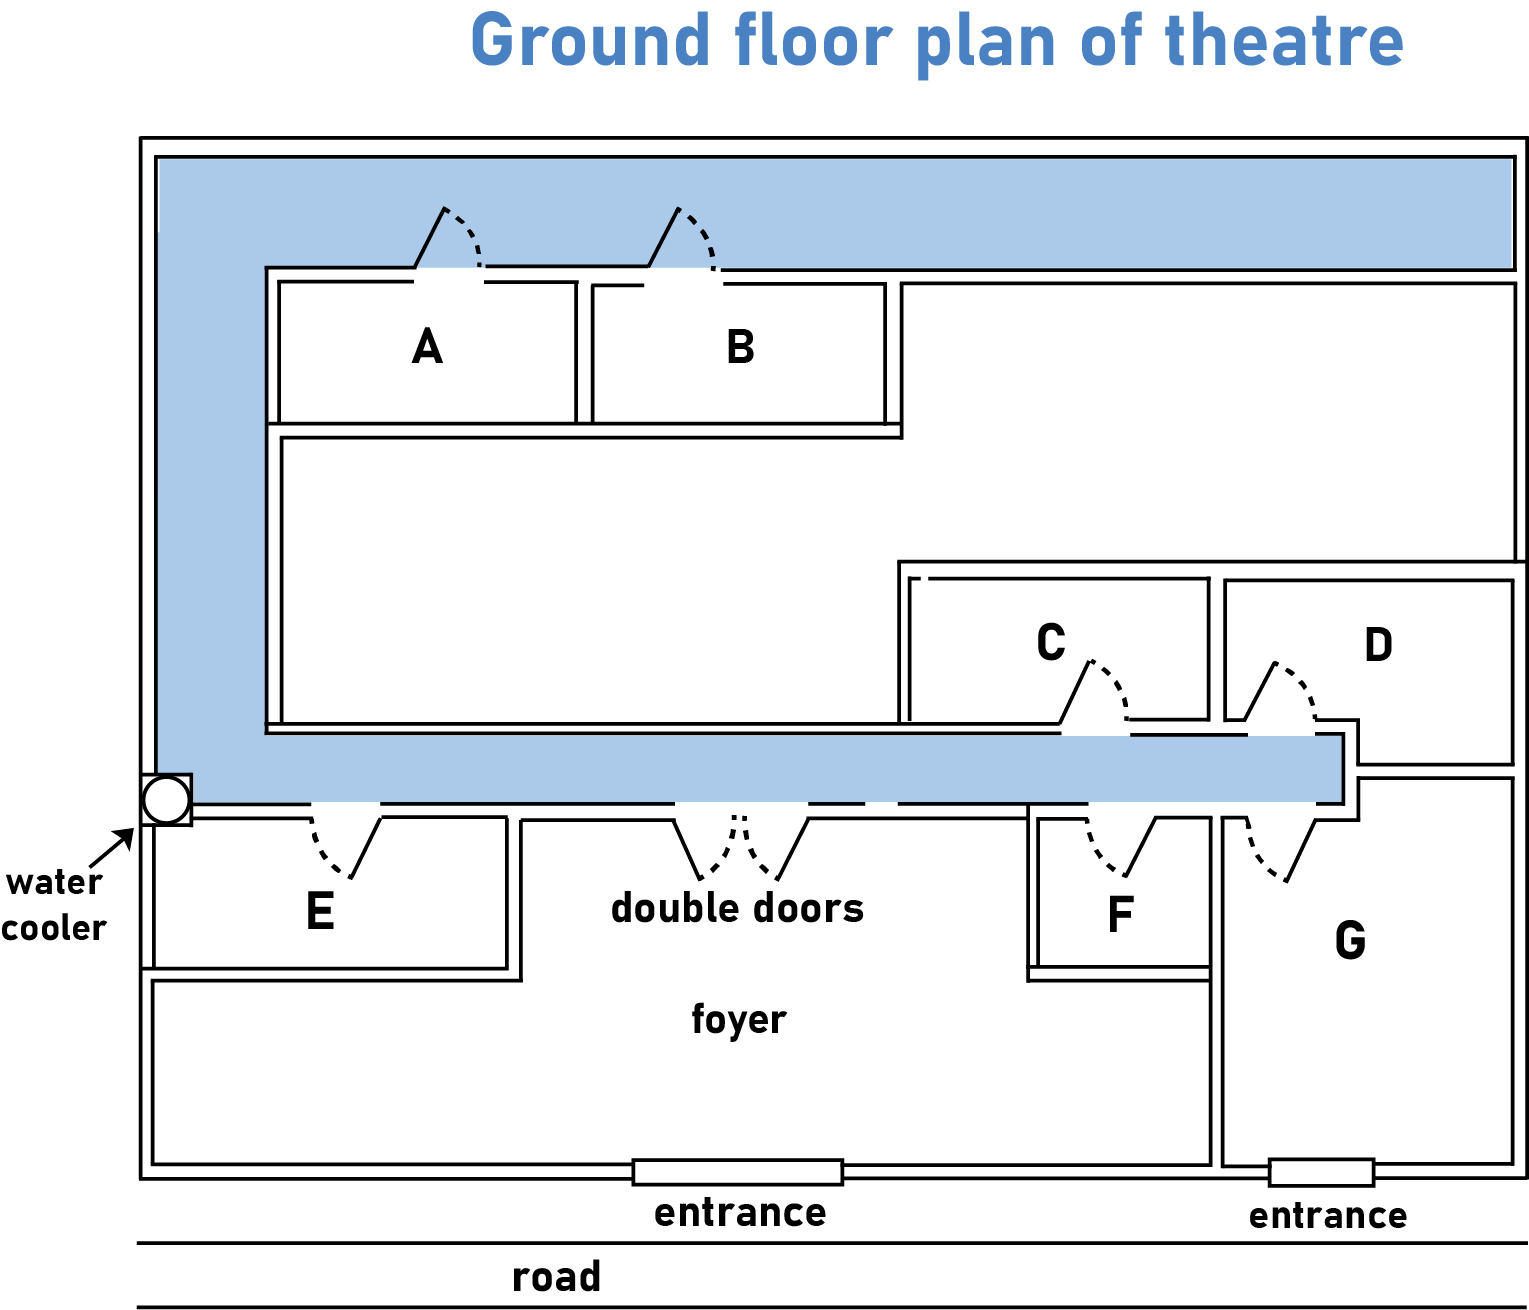 Ground floor plan of theatre
A
B
C
D
water
cooler
E
double doors
F
G
foyer
entrance
entrance
road